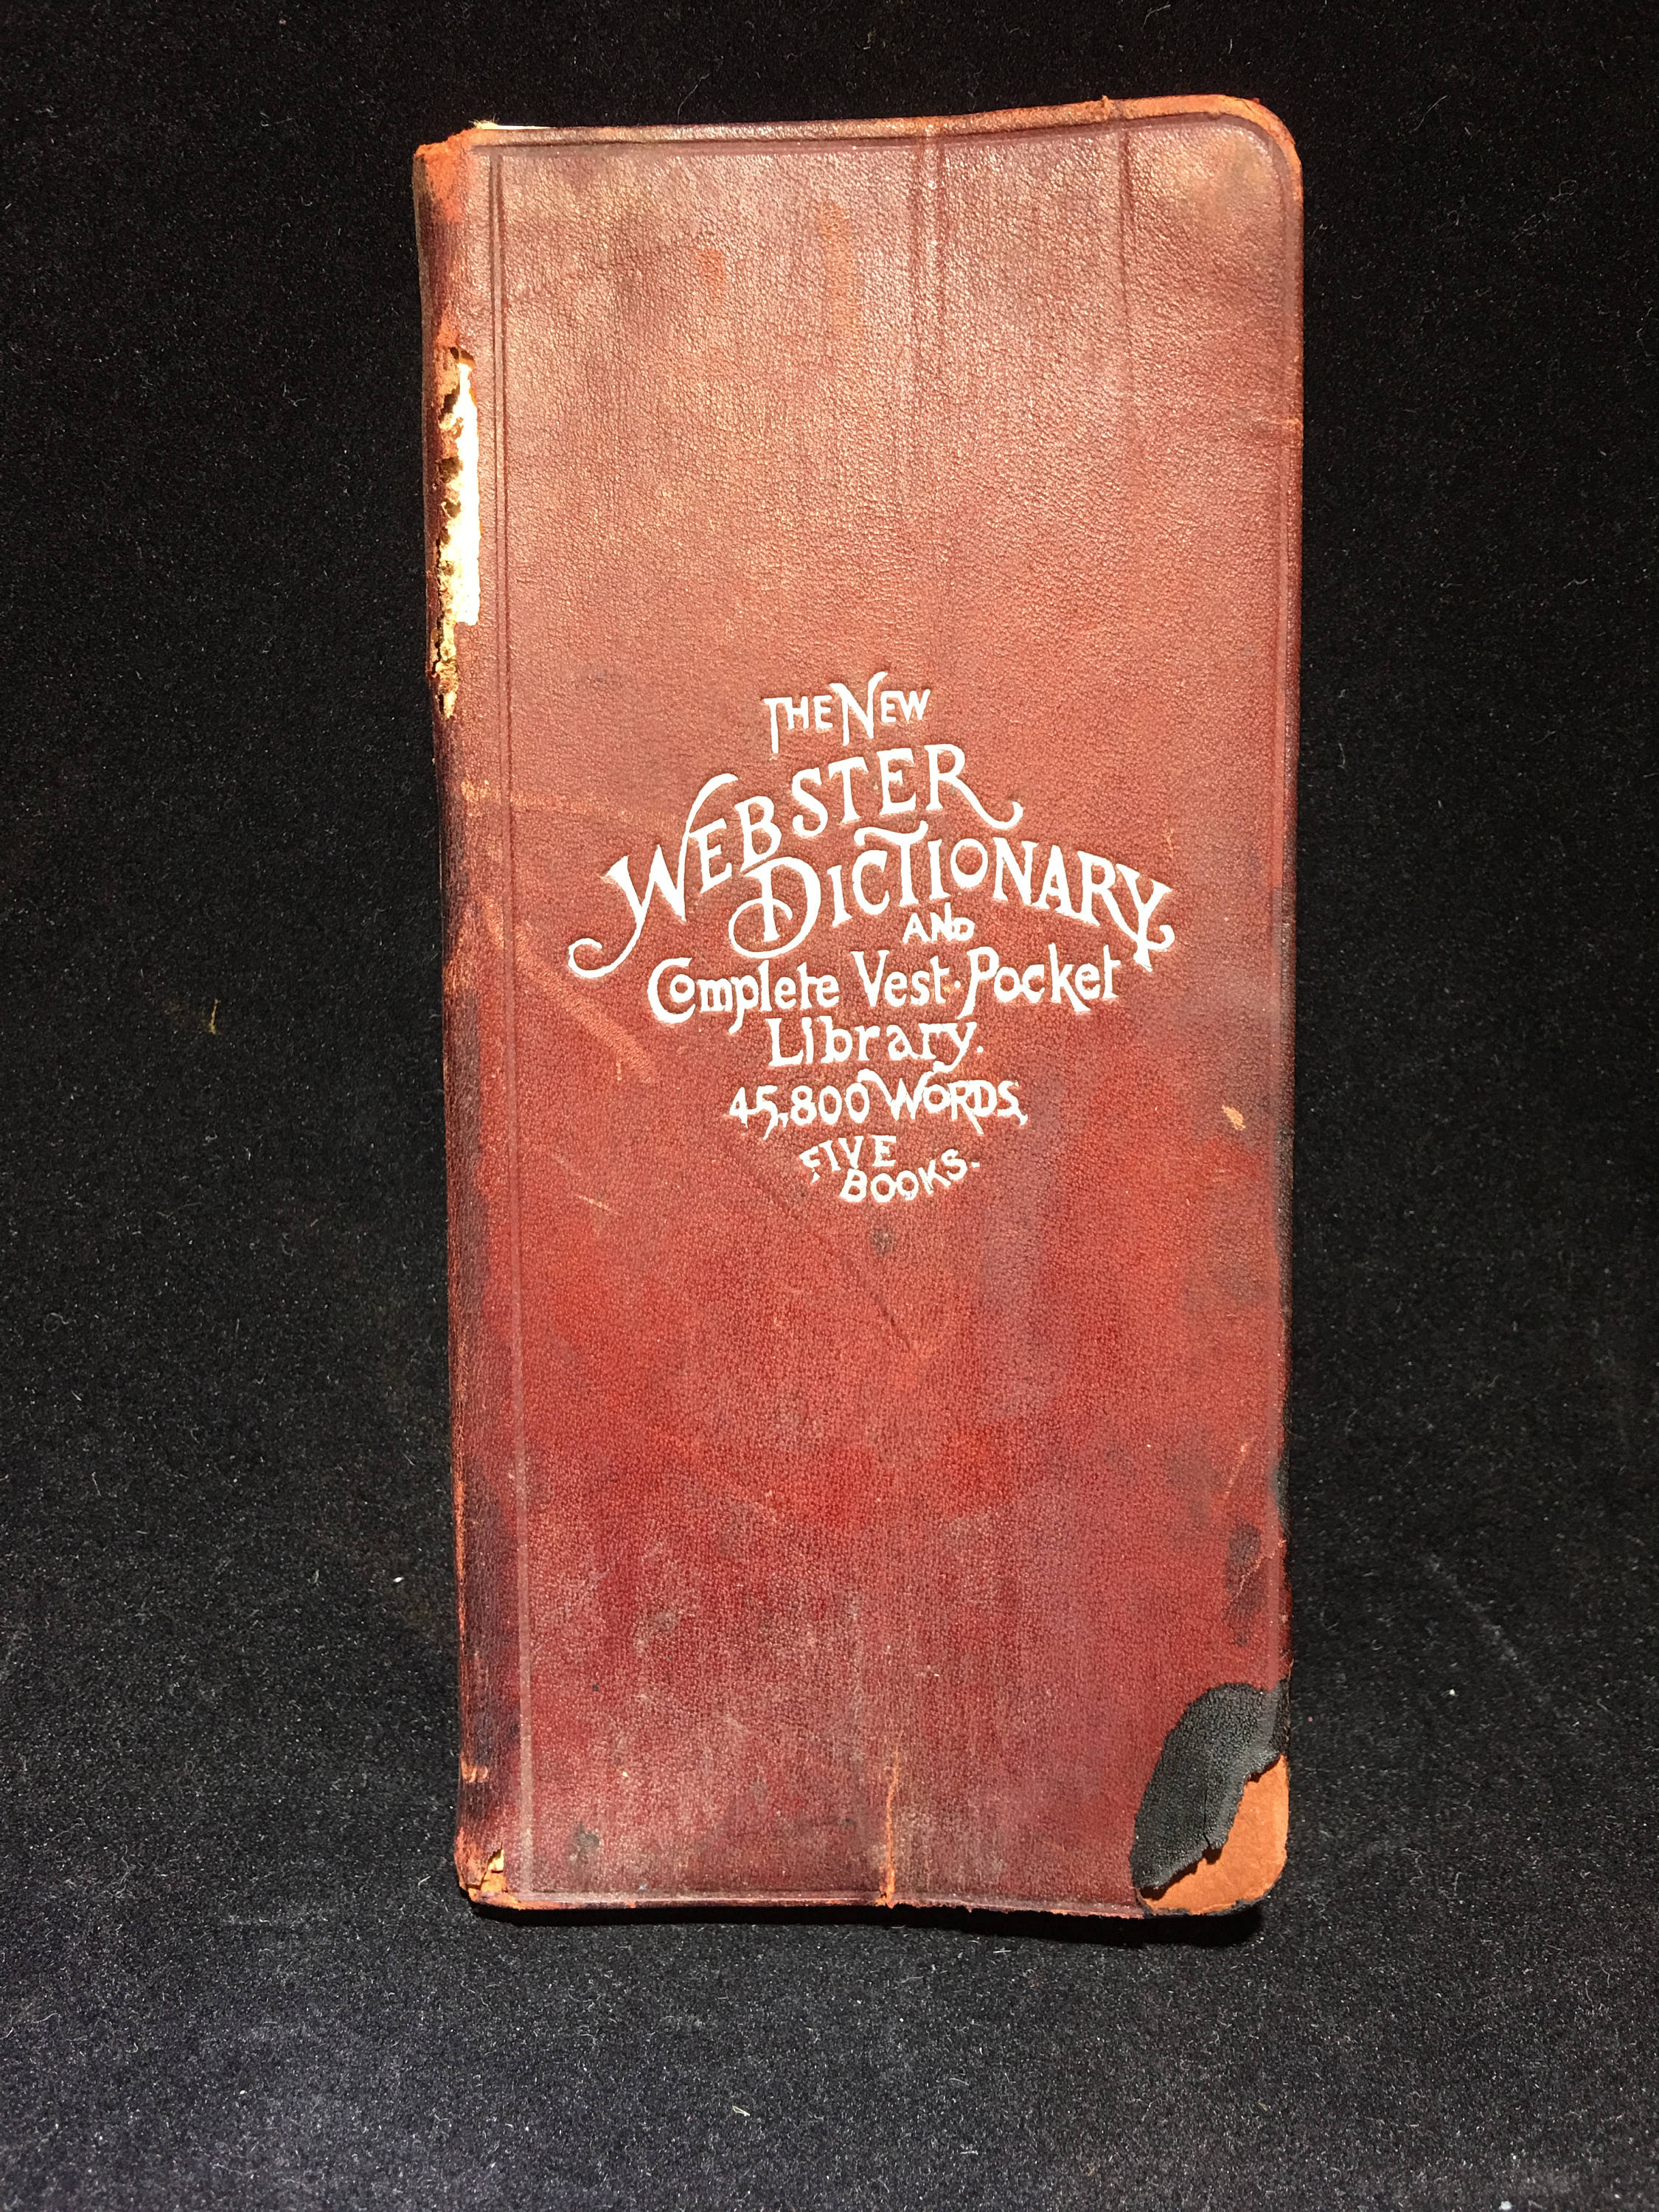 THE NEW
WEBSTER
DICTIONARY
AND
Complete Vest-Pocket
Library.
45,800 WORDS,
FIVE
BOOKS.